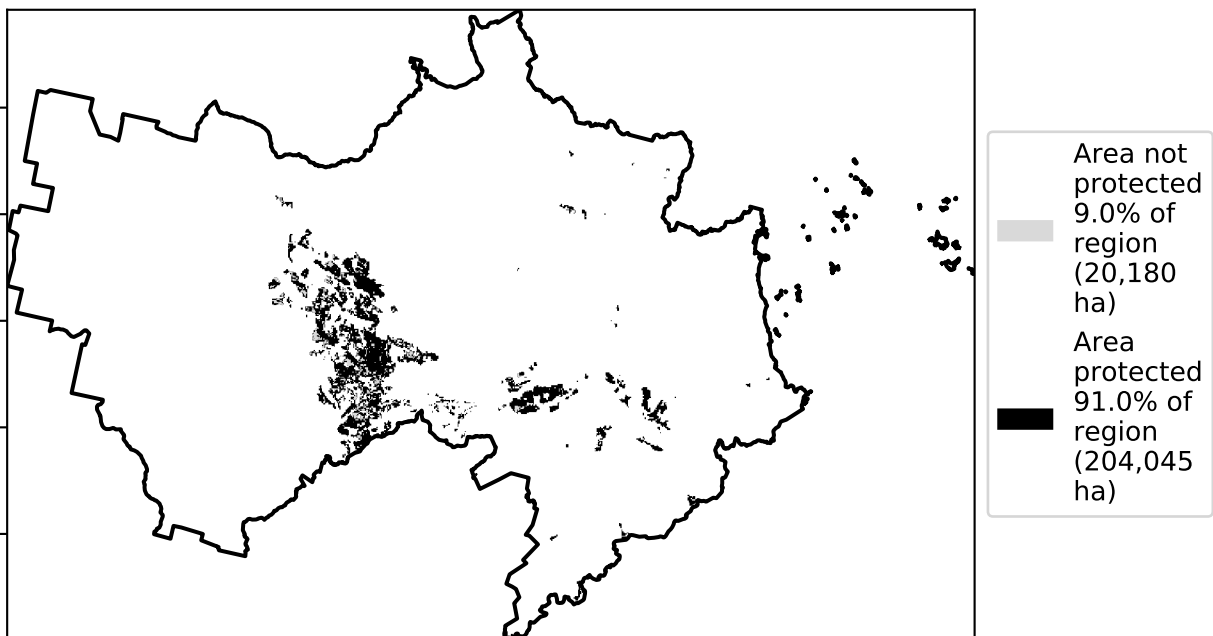 Area not
protected
9.0% of
region
(20,180
ha)
Area
protected
91.0% of
region
(204,045
ha)